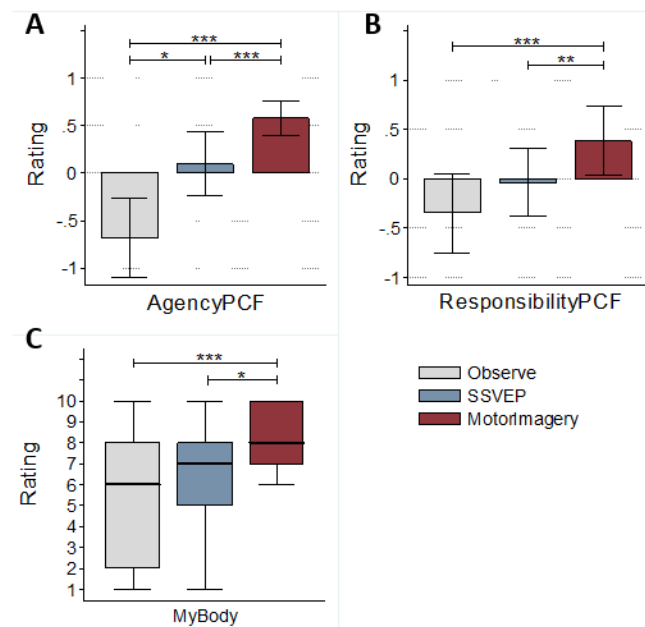 A
***
*
***
Rating
1
.5
0
-.5
-1
AgencyPCF
B
***
**
Rating
1
.5
0
-.5
-1
ResponsibilityPCF
C
***
*
Rating
10
9
8
7
6
5
4
3
2
1
MyBody
Observe
SSVEP
MotorImagery